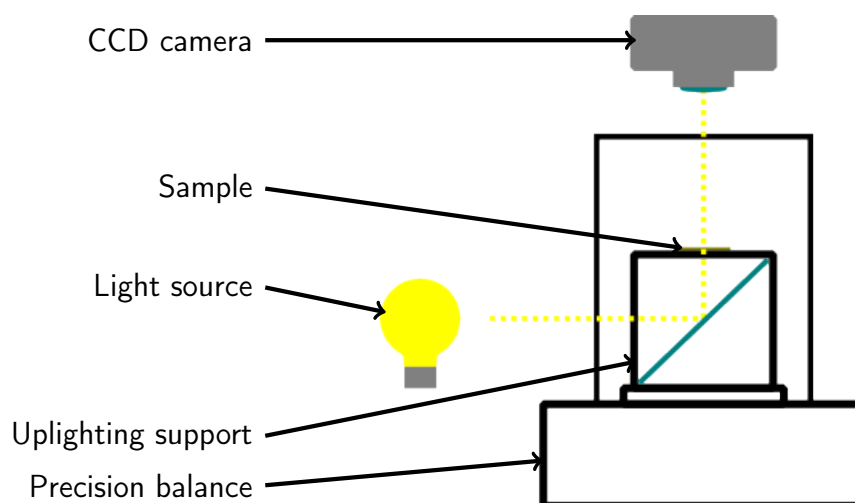 CCD camera
Sample
Light source
Uplighting support
Precision balance